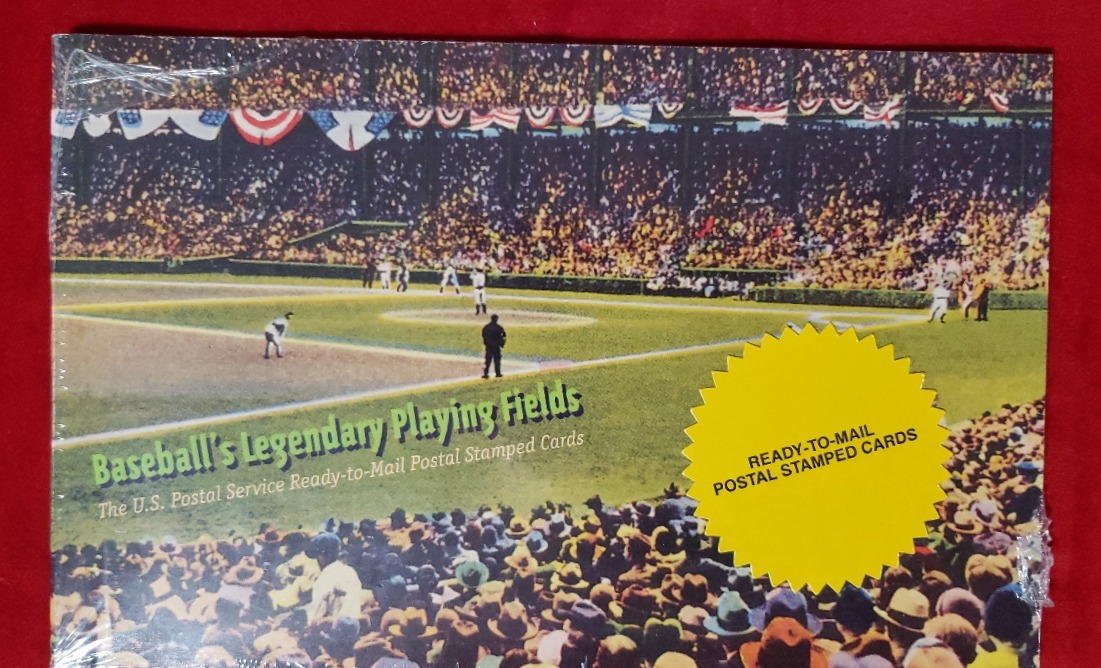 Baseball's Legendary Playing Fields
The U.S. Postal Service Ready-to-Mail Postal Stamped Cards
READY-TO-MAIL
POSTAL STAMPED CARDS